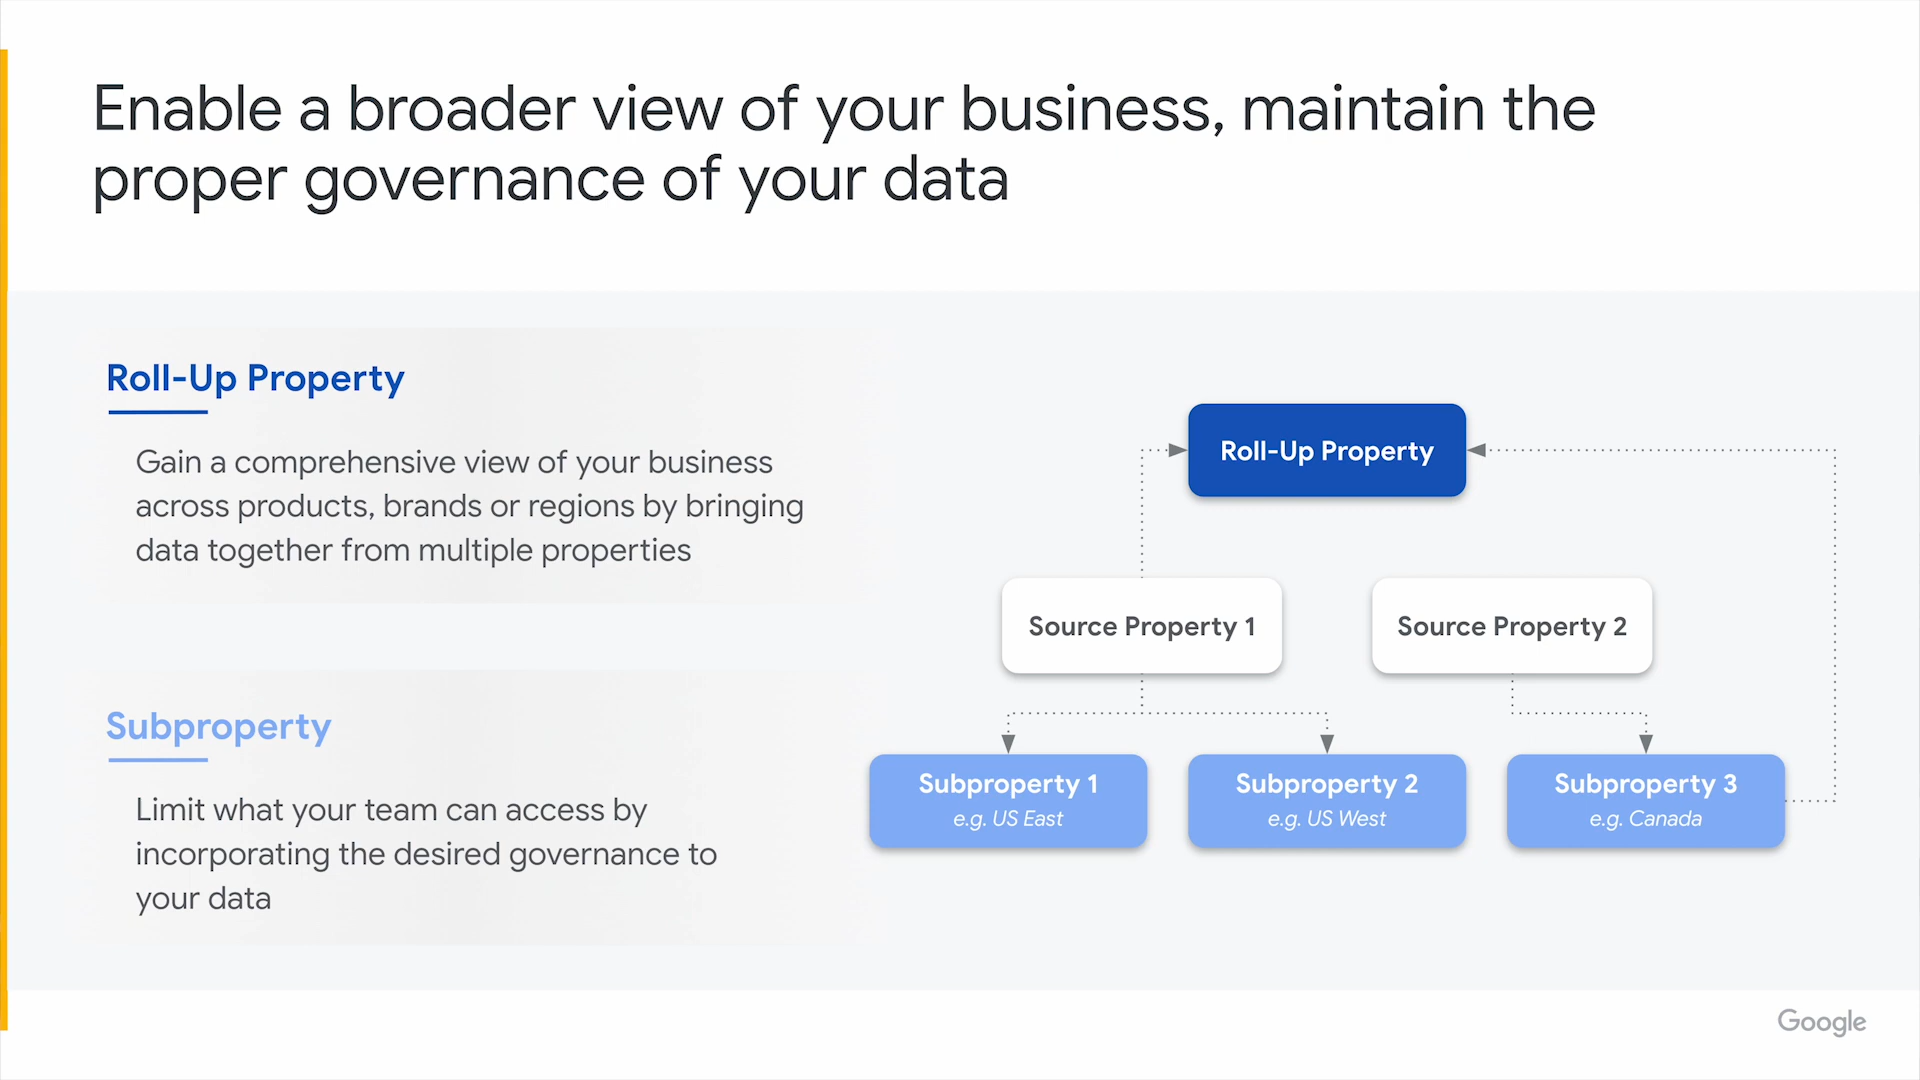 Enable a broader view of your business, maintain the
proper governance of your data
Roll-Up Property
Gain a comprehensive view of your business
across products, brands or regions by bringing
data together from multiple properties
Subproperty
Limit what your team can access by
incorporating the desired governance to
your data
Roll-Up Property
Source Property 1
Source Property 2
Subproperty 1
e.g. US East
Subproperty 2
e.g. US West
Subproperty 3
e.g. Canada
Google